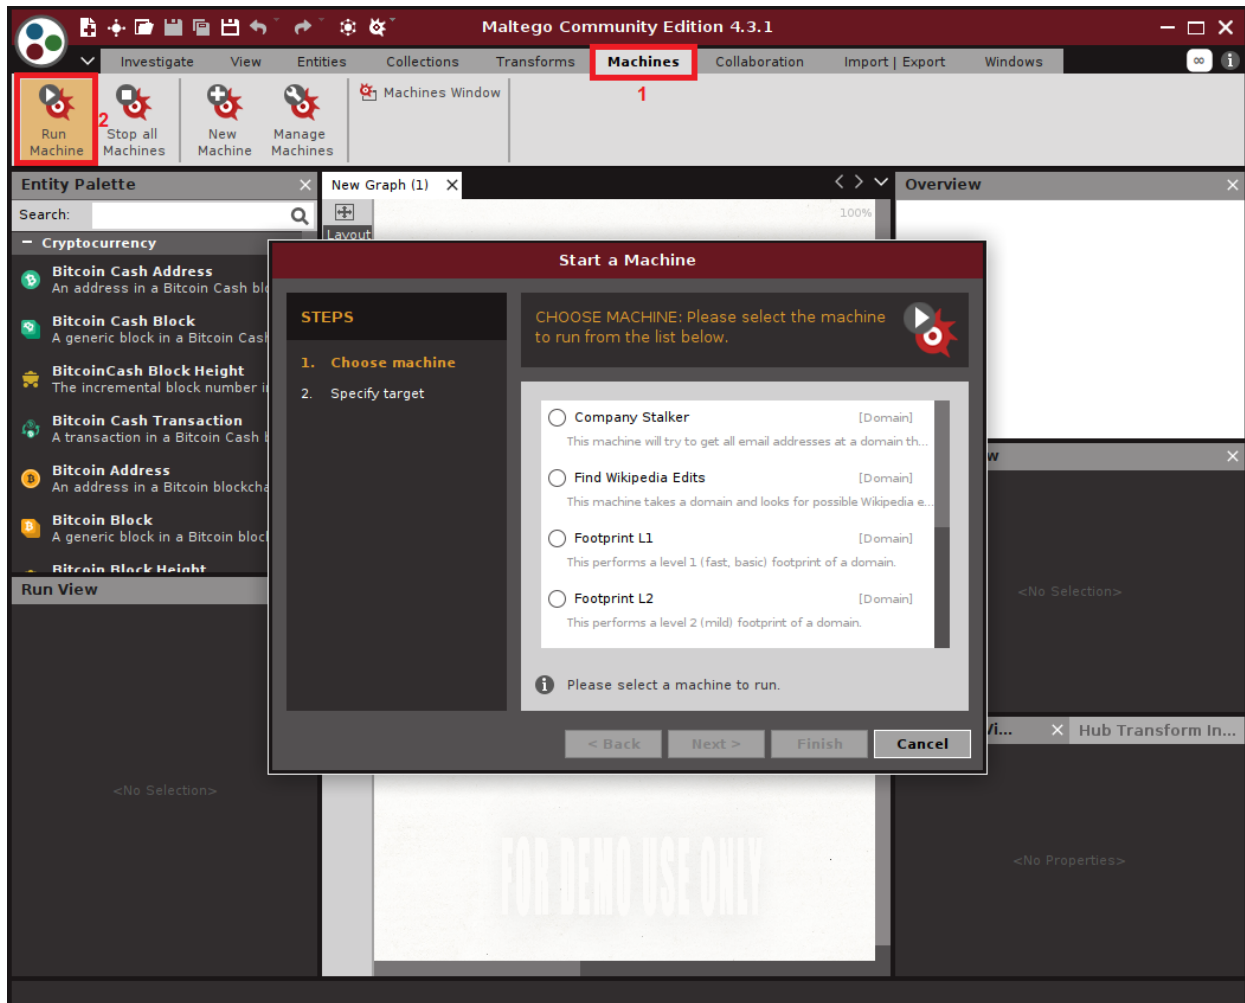 Maltego Community Edition 4.3.1
Investigate View Entities Collections Transforms Machines Collaboration Import | Export Windows
1
2
Run Machine
Stop all Machines
New Machine
Manage Machines
Machines Window
Entity Palette
New Graph (1)
Overview
Search:
100%
Layout
Cryptocurrency
Bitcoin Cash Address
An address in a Bitcoin Cash blo
Bitcoin Cash Block
A generic block in a Bitcoin Cash
BitcoinCash Block Height
The incremental block number i
Bitcoin Cash Transaction
A transaction in a Bitcoin Cash
Bitcoin Address
An address in a Bitcoin blockcha
Bitcoin Block
A generic block in a Bitcoin bloc
Bitcoin Block Height
Run View
<No Selection>
Start a Machine
STEPS
1. Choose machine
2. Specify target
CHOOSE MACHINE: Please select the machine
to run from the list below.
Company Stalker [Domain]
This machine will try to get all email addresses at a domain th...
Find Wikipedia Edits [Domain]
This machine takes a domain and looks for possible Wikipedia e...
Footprint L1 [Domain]
This performs a level 1 (fast, basic) footprint of a domain.
Footprint L2 [Domain]
This performs a level 2 (mild) footprint of a domain.
Please select a machine to run.
< Back Next > Finish Cancel
w
<No Selection>
Vi... Hub Transform In...
<No Properties>
FOR DEMO USE ONLY